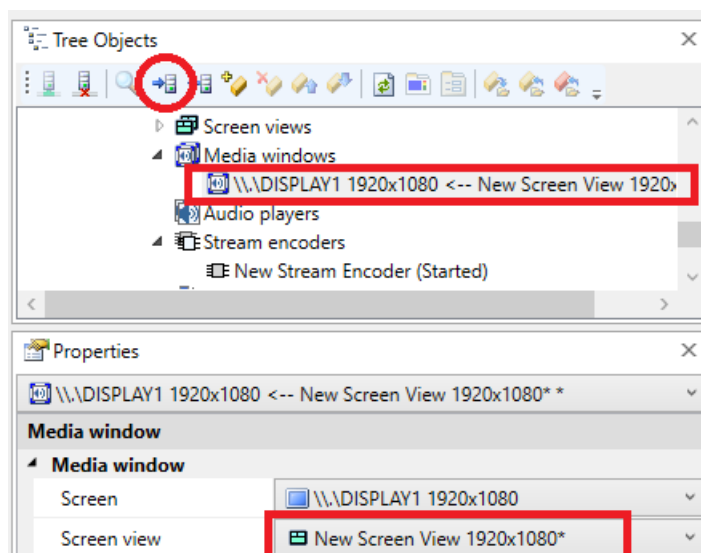 Tree Objects
Screen views
Media windows
\\.\DISPLAY1 1920x1080 <-- New Screen View 1920x
Audio players
Stream encoders
New Stream Encoder (Started)
Properties
\\.\DISPLAY1 1920x1080 <-- New Screen View 1920x1080* *
Media window
Media window
Screen \\.\DISPLAY1 1920x1080
Screen view New Screen View 1920x1080*